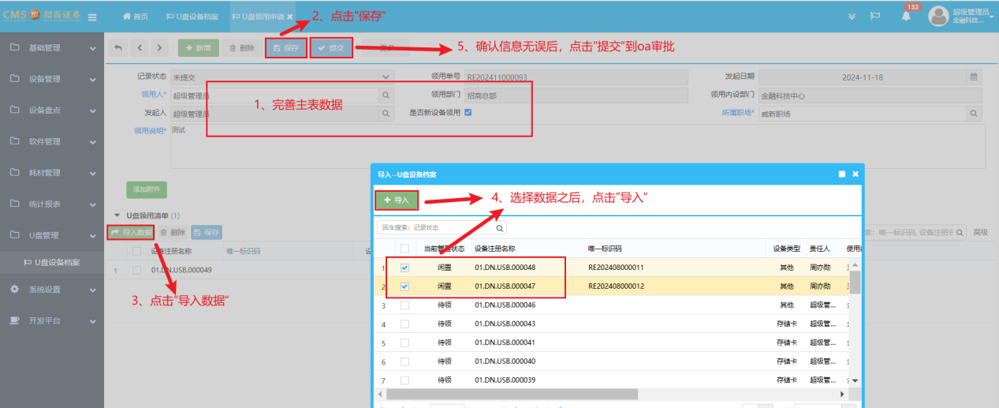 CMS 招商证券
首页
U盘设备档案
U盘领用申请
2、点击“保存”
132
超级管理员
金融科技...
基础管理
设备管理
设备盘点
软件管理
耗材管理
统计报表
U盘管理
U盘设备档案
系统设置
开发平台
新增
删除
保存
提交
5、确认信息无误后，点击“提交”到oa审批
记录状态 未提交
领用单号 RE202411000093
发起日期 2024-11-18
领用人* 超级管理员
领用部门 招商总部
领用内设部门 金融科技中心
1、完善主表数据
发起人 超级管理员
是否新设备领用
所属职场* 威新职场
领用说明* 测试
添加附件
U盘领用清单 (1)
导入数据 删除 保存
唯一标识码, 设备注册名 高级
设备注册名称 唯一标识码
1 01.DN.USB.000049
3、点击“导入数据”
导入--U盘设备档案
导入
4、选择数据之后，点击“导入”
回车搜索：记录状态
当前管理状态 设备注册名称 唯一标识码 设备类型 责任人
1 闲置 01.DN.USB.000048 RE202408000011 其他 周亦勋
2 闲置 01.DN.USB.000047 RE202408000012 其他 周亦勋
3 待领 01.DN.USB.000046 其他 超级管...
4 待领 01.DN.USB.000043 存储卡 超级管...
5 待领 01.DN.USB.000041 存储卡 超级管...
6 待领 01.DN.USB.000040 存储卡 超级管...
7 待领 01.DN.USB.000039 存储卡 超级管...